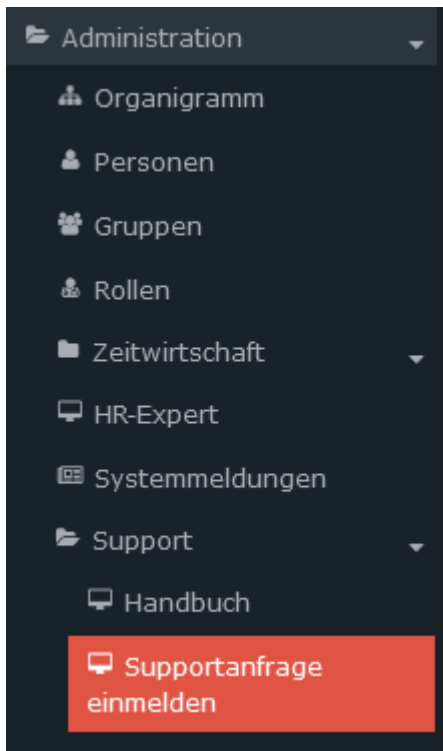 Administration
Organigramm
Personen
Gruppen
Rollen
Zeitwirtschaft
HR-Expert
Systemmeldungen
Support
Handbuch
Supportanfrage
einmelden